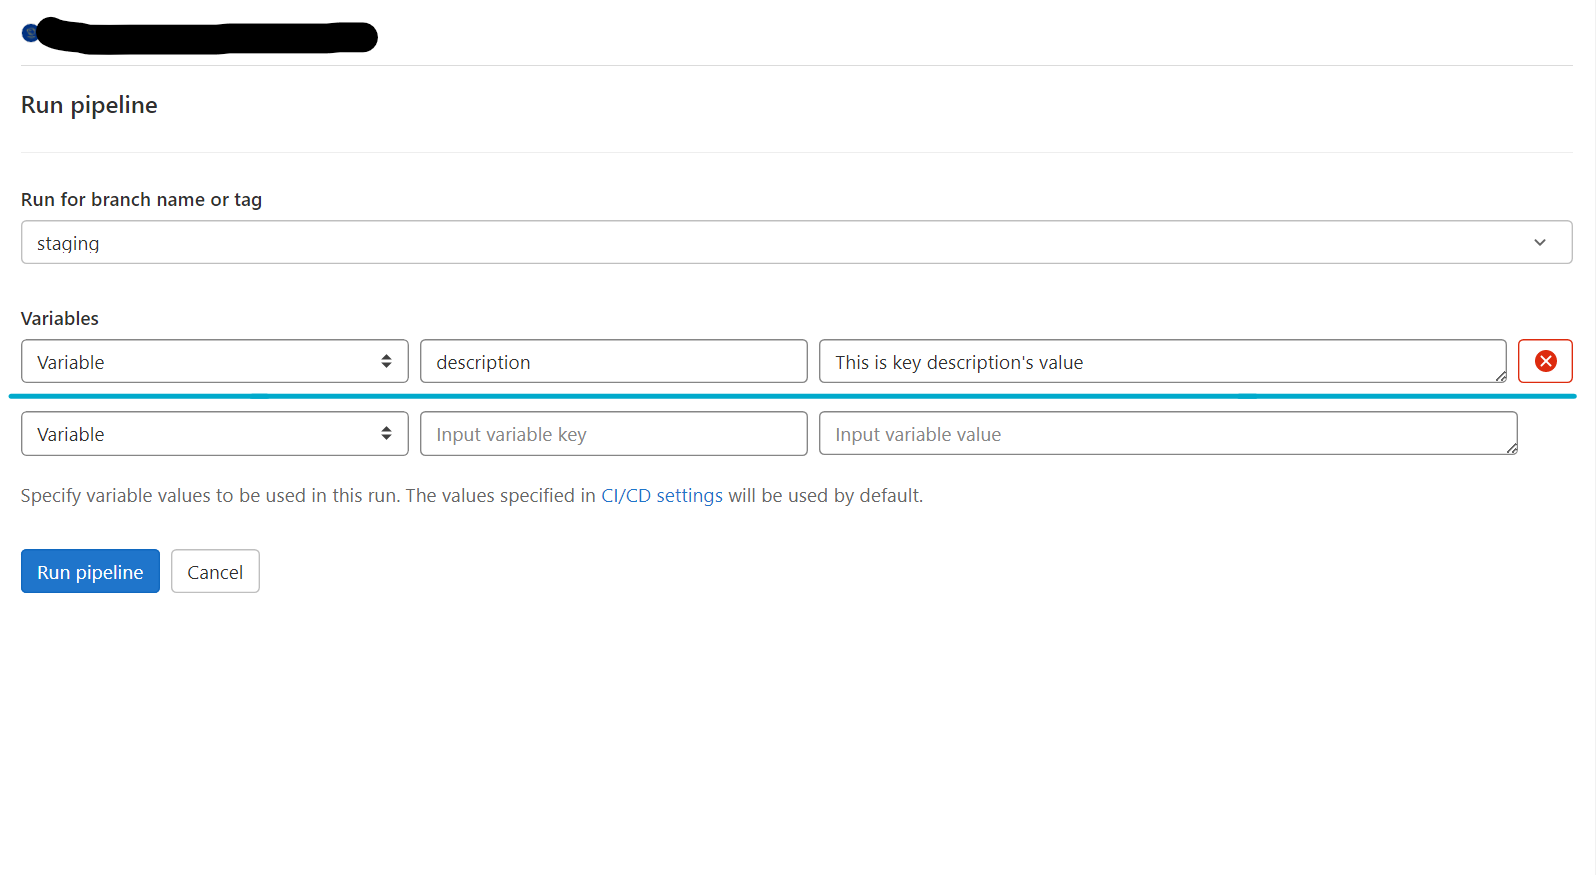 Run pipeline
Run for branch name or tag
staging
Variables
Variable description This is key description's value
Variable Input variable key Input variable value
Specify variable values to be used in this run. The values specified in CI/CD settings will be used by default.
Run pipeline Cancel